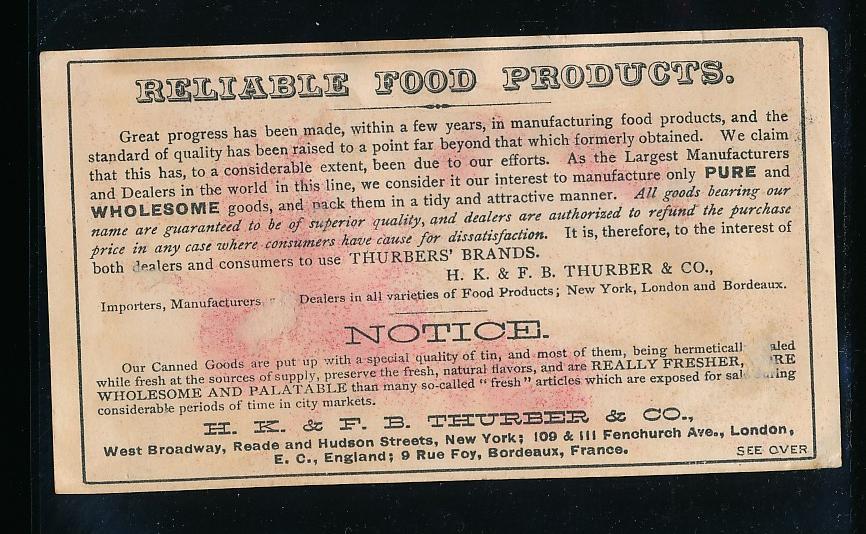 RELIABLE FOOD PRODUCTS.
Great progress has been made, within a few years, in manufacturing food products, and the
standard of quality has been raised to a point far beyond that which formerly obtained. We claim
that this has, to a considerable extent, been due to our efforts. As the Largest Manufacturers
and Dealers in the world in this line, we consider it our interest to manufacture only PURE and
WHOLESOME goods, and pack them in a tidy and attractive manner. All goods bearing our
name are guaranteed to be of superior quality, and dealers are authorized to refund the purchase
price in any case where consumers have cause for dissatisfaction. It is, therefore, to the interest of
both dealers and consumers to use THURBERS' BRANDS.
H. K. & F. B. THURBER & CO.,
Importers, Manufacturers, Dealers in all varieties of Food Products; New York, London and Bordeaux.
NOTICE.
Our Canned Goods are put up with a special quality of tin, and most of them, being
while fresh at the sources of supply, preserve the fresh, natural flavors, and are REALLY FRESHER,
WHOLESOME AND PALATABLE than many so-called "fresh" articles which are exposed for
considerable periods of time in city markets.
H. K. & F. B. THURBER & CO.,
West Broadway, Reade and Hudson Streets, New York; 109 & 111 Fenchurch Ave., London,
E. C., England; 9 Rue Foy, Bordeaux, France.
SEE OVER